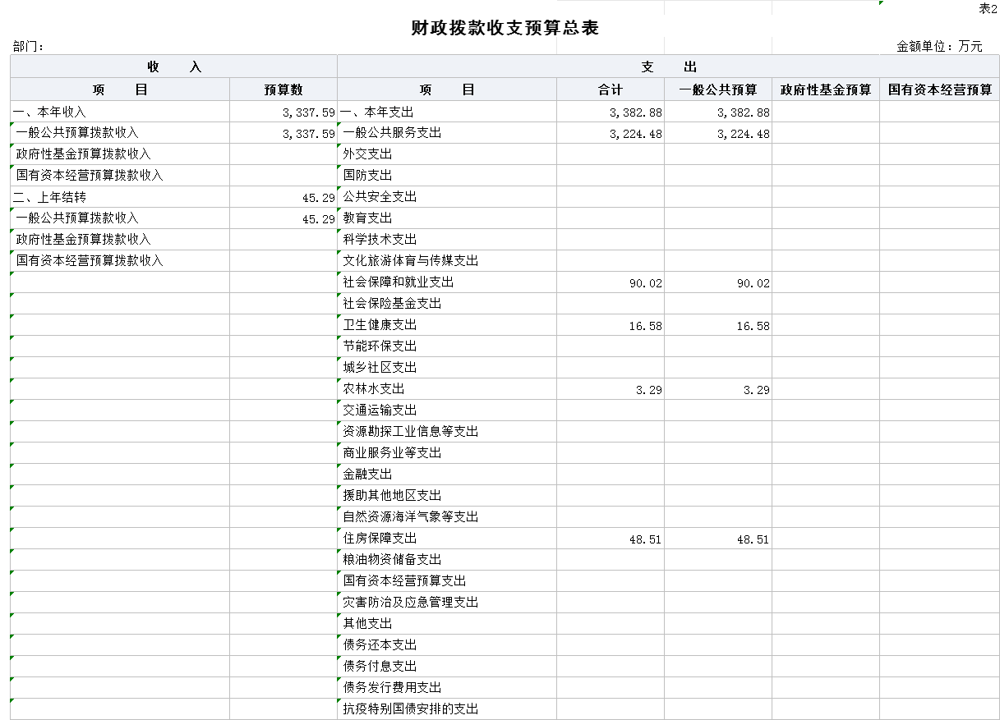 表2
财政拨款收支预算总表
部门： 金额单位：万元
收 入 支 出
项 目 预算数 项 目 合计 一般公共预算 政府性基金预算 国有资本经营预算
一、本年收入 3,337.59 一、本年支出 3,382.88 3,382.88
一般公共预算拨款收入 3,337.59 一般公共服务支出 3,224.48 3,224.48
政府性基金预算拨款收入 外交支出
国有资本经营预算拨款收入 国防支出
二、上年结转 45.29 公共安全支出
一般公共预算拨款收入 45.29 教育支出
政府性基金预算拨款收入 科学技术支出
国有资本经营预算拨款收入 文化旅游体育与传媒支出
社会保障和就业支出 90.02 90.02
社会保险基金支出
卫生健康支出 16.58 16.58
节能环保支出
城乡社区支出
农林水支出 3.29 3.29
交通运输支出
资源勘探工业信息等支出
商业服务业等支出
金融支出
援助其他地区支出
自然资源海洋气象等支出
住房保障支出 48.51 48.51
粮油物资储备支出
国有资本经营预算支出
灾害防治及应急管理支出
其他支出
债务还本支出
债务付息支出
债务发行费用支出
抗疫特别国债安排的支出